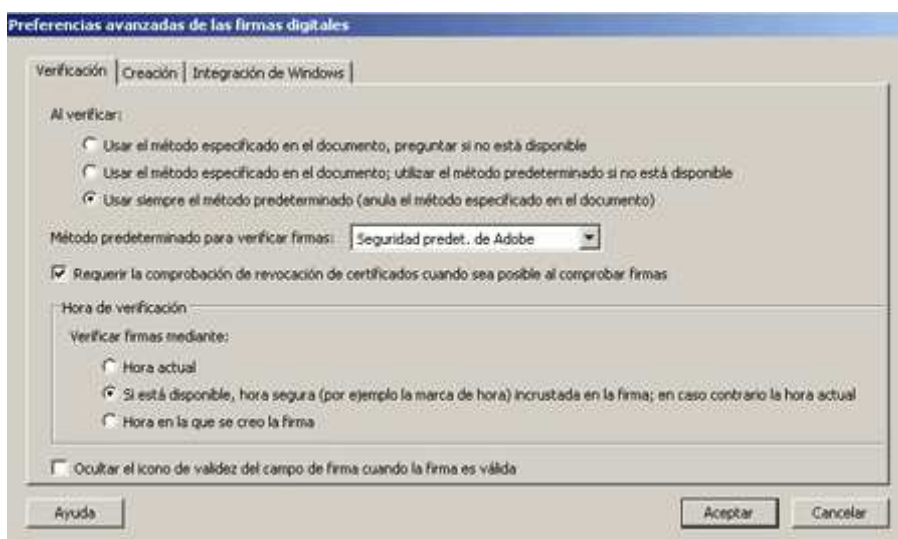 Preferencias avanzadas de las firmas digitales
Verificación Creación Integración de Windows
Al verificar:
Usar el método especificado en el documento, preguntar si no está disponible
Usar el método especificado en el documento; utilizar el método predeterminado si no está disponible
Usar siempre el método predeterminado (anula el método especificado en el documento)
Método predeterminado para verificar firmas: Seguridad predet. de Adobe
Requerir la comprobación de revocación de certificados cuando sea posible al comprobar firmas
Hora de verificación
Verificar firmas mediante:
Hora actual
Si está disponible, hora segura (por ejemplo la marca de hora) incrustada en la firma; en caso contrario la hora actual
Hora en la que se creo la firma
Ocultar el icono de validez del campo de firma cuando la firma es válida
Ayuda Aceptar Cancelar